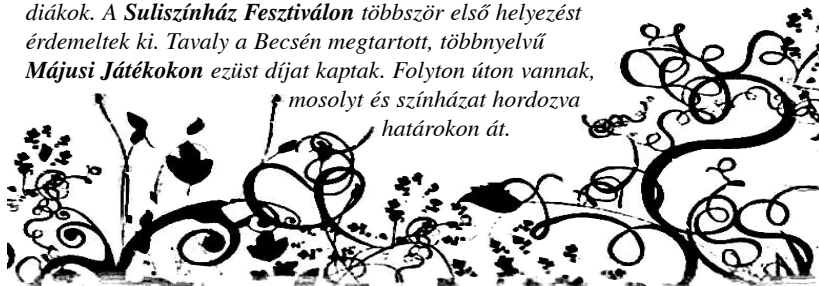 diákok. A Suliszínház Fesztiválon többször első helyezést
érdemeltek ki. Tavaly a Becsén megtartott, többnyelvű
Májusi Játékokon ezüst díjat kaptak. Folyton úton vannak,
mosolyt és színházat hordozva
határokon át.